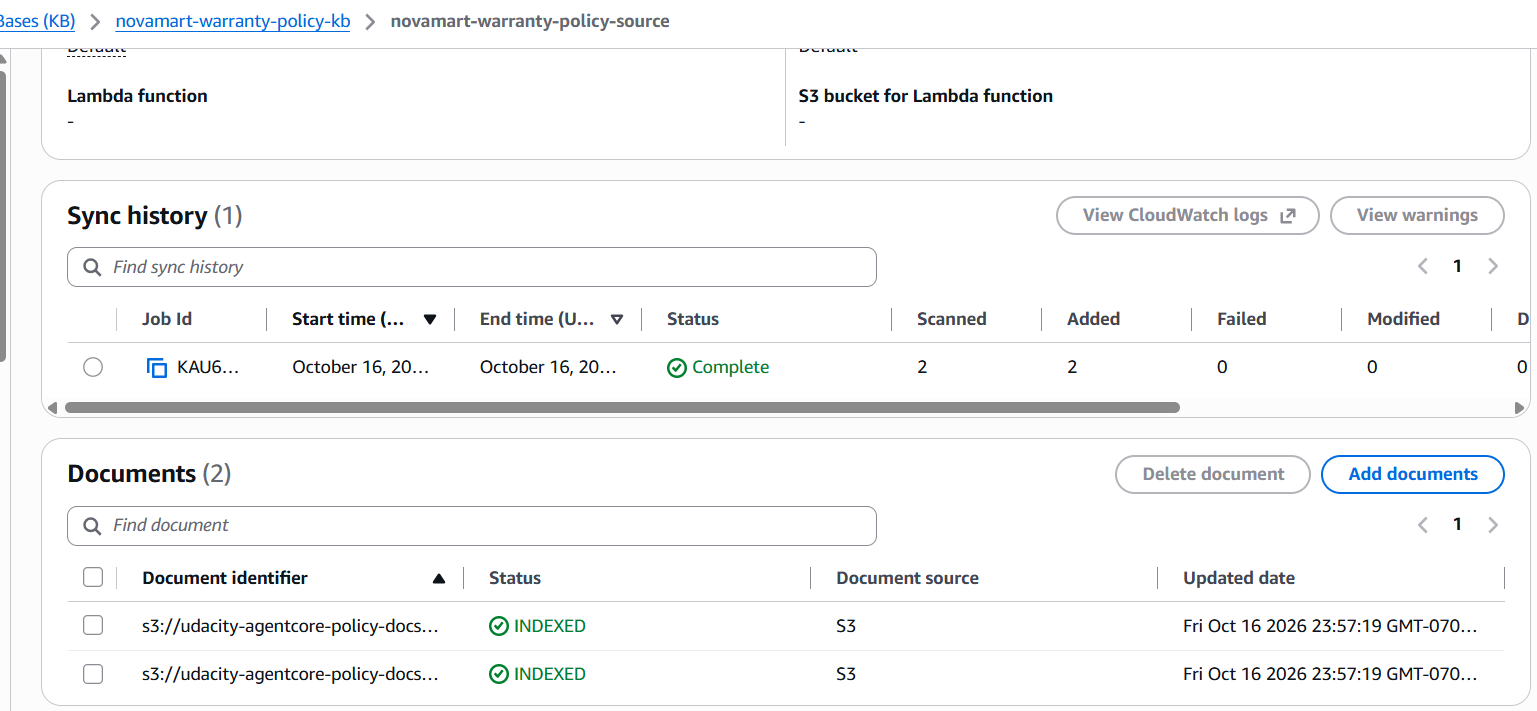 Bases (KB) > novamart-warranty-policy-kb > novamart-warranty-policy-source
Default Default
Lambda function S3 bucket for Lambda function
- -
Sync history (1) View CloudWatch logs View warnings
Find sync history 1
Job Id Start time (... End time (U... Status Scanned Added Failed Modified D
KAU6... October 16, 20... October 16, 20... Complete 2 2 0 0 0
Documents (2) Delete document Add documents
Find document 1
Document identifier Status Document source Updated date
s3://udacity-agentcore-policy-docs... INDEXED S3 Fri Oct 16 2026 23:57:19 GMT-070...
s3://udacity-agentcore-policy-docs... INDEXED S3 Fri Oct 16 2026 23:57:19 GMT-070...